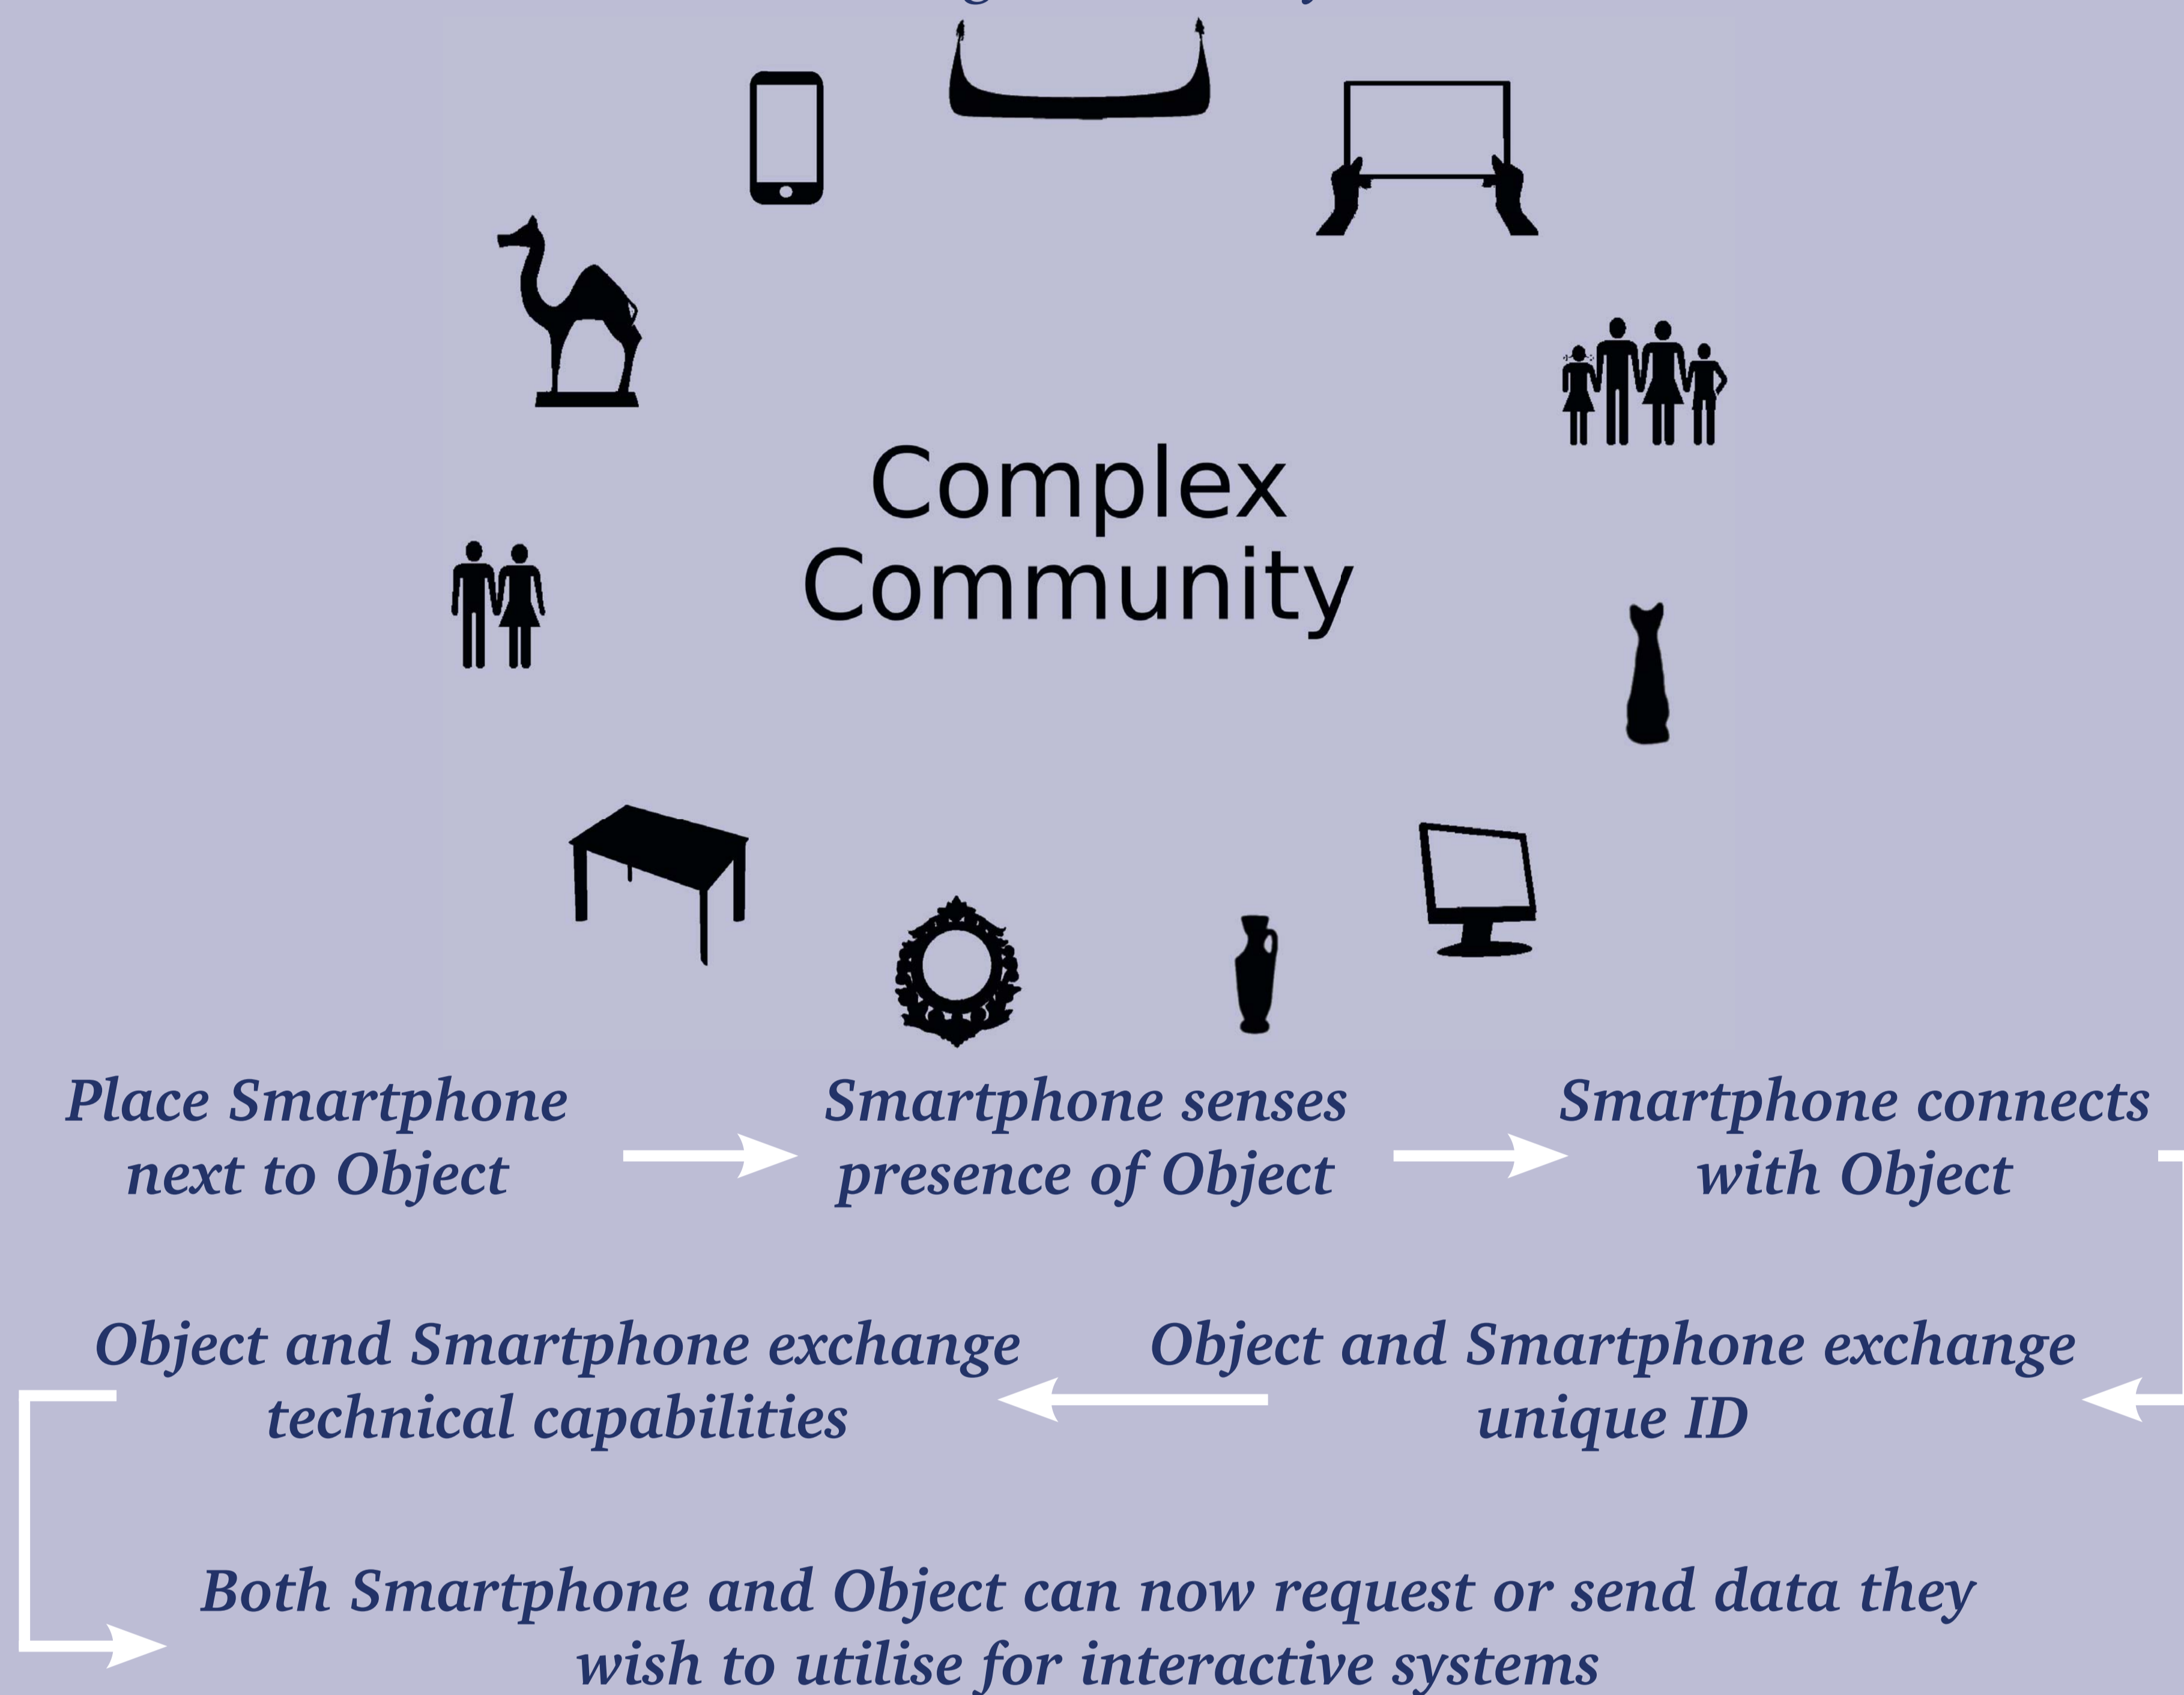 Complex
Community
Place Smartphone
next to Object
Smartphone senses
presence of Object
Smartphone connects
with Object
Object and Smartphone exchange
unique ID
Object and Smartphone exchange
technical capabilities
Both Smartphone and Object can now request or send data they
wish to utilise for interactive systems